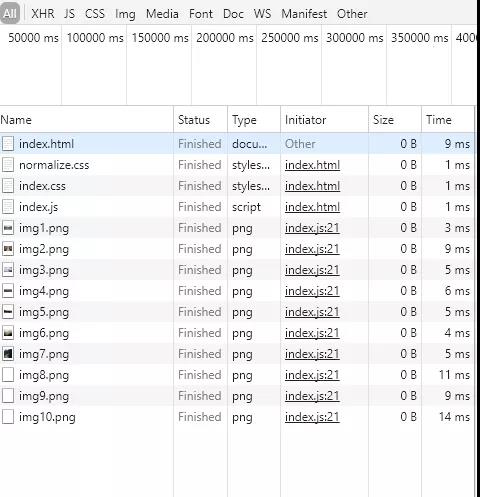 All XHR JS CSS Img Media Font Doc WS Manifest Other
50000 ms 100000 ms 150000 ms 200000 ms 250000 ms 300000 ms 350000 ms 4000
Name Status Type Initiator Size Time
index.html Finished docu... Other 0 B 9 ms
normalize.css Finished styles... index.html 0 B 1 ms
index.css Finished styles... index.html 0 B 1 ms
index.js Finished script index.html 0 B 1 ms
img1.png Finished png index.js:21 0 B 3 ms
img2.png Finished png index.js:21 0 B 9 ms
img3.png Finished png index.js:21 0 B 5 ms
img4.png Finished png index.js:21 0 B 6 ms
img5.png Finished png index.js:21 0 B 5 ms
img6.png Finished png index.js:21 0 B 4 ms
img7.png Finished png index.js:21 0 B 5 ms
img8.png Finished png index.js:21 0 B 11 ms
img9.png Finished png index.js:21 0 B 9 ms
img10.png Finished png index.js:21 0 B 14 ms